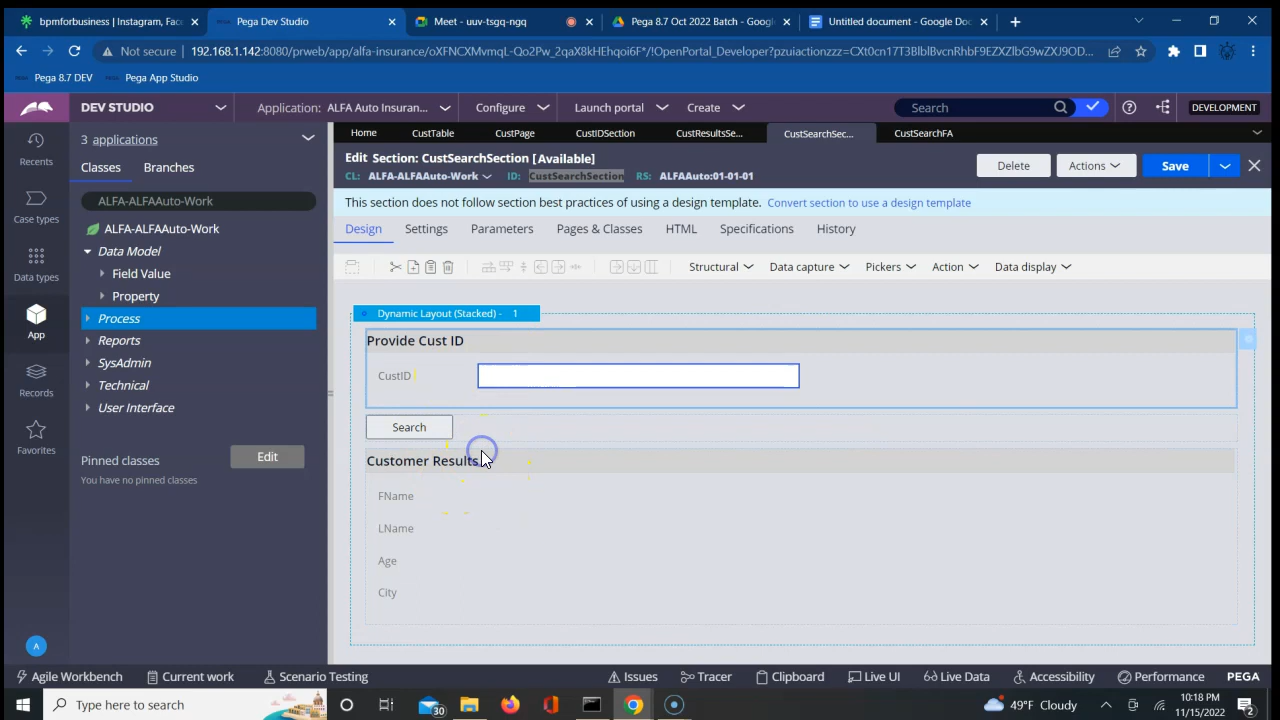 bpmforbusiness | Instagram, Fac
Pega Dev Studio
Meet - uuv-tsgq-ngq
Pega 8.7 Oct 2022 Batch - Goog
Untitled document - Google Doc
Not secure | 192.168.1.142:8080/prweb/app/alfa-insurance/oXFNCXMvmqL-Qo2Pw_2qaX8kHEhqoi6F*/!OpenPortal_Developer?pzuiactionzzz=CXt0cn17T3BlblBvcnRhbF9EZXZlbG9wZXJ9OD...
Pega 8.7 DEV
Pega App Studio
DEV STUDIO
Application: ALFA Auto Insuran...
Configure
Launch portal
Create
Search
DEVELOPMENT
Recents
Case types
Data types
App
Records
Favorites
A
3 applications
Classes
Branches
ALFA-ALFAAuto-Work
ALFA-ALFAAuto-Work
Data Model
Field Value
Property
Process
Reports
SysAdmin
Technical
User Interface
Pinned classes
Edit
You have no pinned classes
Home
CustTable
CustPage
CustIDSection
CustResultsSe...
CustSearchSec...
CustSearchFA
Edit Section: CustSearchSection [Available]
CL: ALFA-ALFAAuto-Work
ID: CustSearchSection
RS: ALFAAuto:01-01-01
Delete
Actions
Save
This section does not follow section best practices of using a design template. Convert section to use a design template
Design
Settings
Parameters
Pages & Classes
HTML
Specifications
History
Structural
Data capture
Pickers
Action
Data display
Dynamic Layout (Stacked) - 1
Provide Cust ID
CustID
Search
Customer Results
FName
LName
Age
City
Agile Workbench
Current work
Scenario Testing
Issues
Tracer
Clipboard
Live UI
Live Data
Accessibility
Performance
PEGA
Type here to search
30
49°F Cloudy
10:18 PM
11/15/2022
2